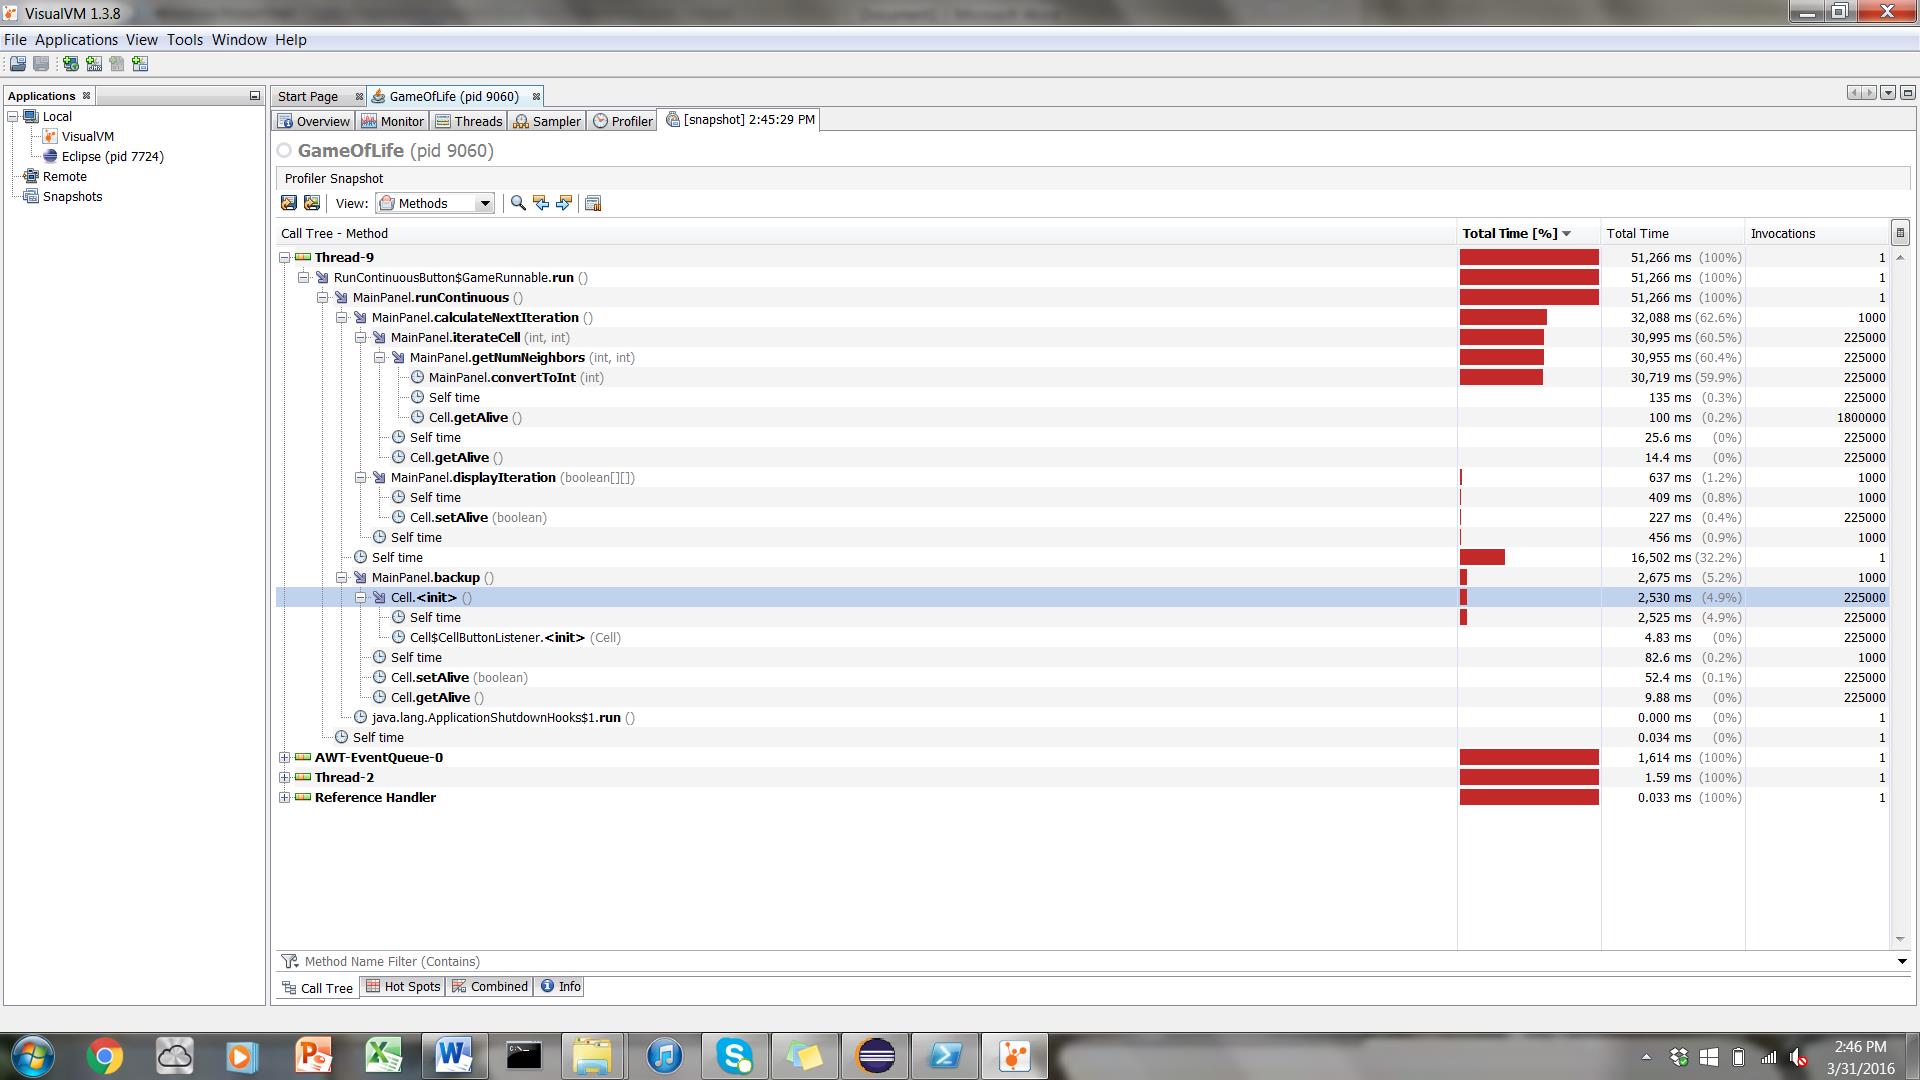 VisualVM 1.3.8
File Applications View Tools Window Help
Applications
Local
VisualVM
Eclipse (pid 7724)
Remote
Snapshots
Start Page GameOfLife (pid 9060)
Overview Monitor Threads Sampler Profiler [snapshot] 2:45:29 PM
GameOfLife (pid 9060)
Profiler Snapshot
View: Methods
Call Tree - Method Total Time [%] Total Time Invocations
Thread-9 51,266 ms (100%) 1
RunContinuousButton$GameRunnable.run () 51,266 ms (100%) 1
MainPanel.runContinuous () 51,266 ms (100%) 1
MainPanel.calculateNextIteration () 32,088 ms (62.6%) 1000
MainPanel.iterateCell (int, int) 30,995 ms (60.5%) 225000
MainPanel.getNumNeighbors (int, int) 30,955 ms (60.4%) 225000
MainPanel.convertToInt (int) 30,719 ms (59.9%) 225000
Self time 135 ms (0.3%) 225000
Cell.getAlive () 100 ms (0.2%) 1800000
Self time 25.6 ms (0%) 225000
Cell.getAlive () 14.4 ms (0%) 225000
MainPanel.displayIteration (boolean[][]) 637 ms (1.2%) 1000
Self time 409 ms (0.8%) 1000
Cell.setAlive (boolean) 227 ms (0.4%) 225000
Self time 456 ms (0.9%) 1000
Self time 16,502 ms (32.2%) 1
MainPanel.backup () 2,675 ms (5.2%) 1000
Cell.<init> () 2,530 ms (4.9%) 225000
Self time 2,525 ms (4.9%) 225000
Cell$CellButtonListener.<init> (Cell) 4.83 ms (0%) 225000
Self time 82.6 ms (0.2%) 1000
Cell.setAlive (boolean) 52.4 ms (0.1%) 225000
Cell.getAlive () 9.88 ms (0%) 225000
java.lang.ApplicationShutdownHooks$1.run () 0.000 ms (0%) 1
Self time 0.034 ms (0%) 1
AWT-EventQueue-0 1,614 ms (100%) 1
Thread-2 1.59 ms (100%) 1
Reference Handler 0.033 ms (100%) 1
Method Name Filter (Contains)
Call Tree Hot Spots Combined Info
2:46 PM
3/31/2016